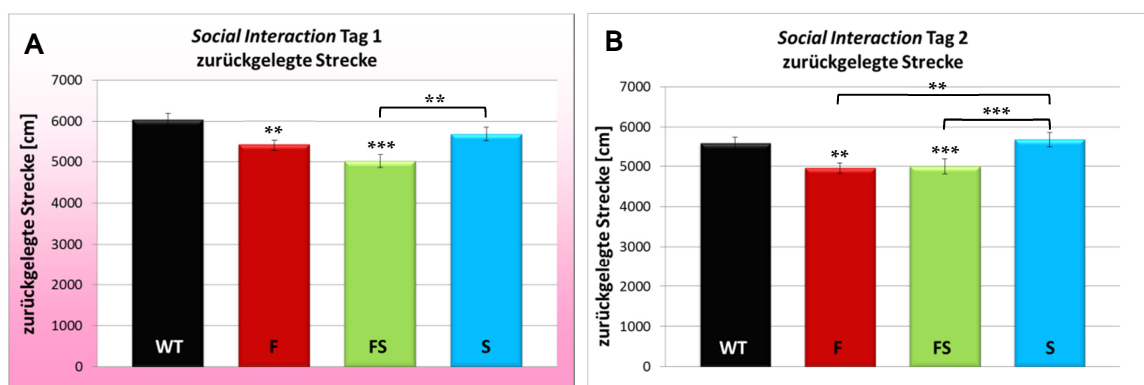 A
Social Interaction Tag 1
zurückgelegte Strecke
zurückgelegte Strecke [cm]
7000
6000
5000
4000
3000
2000
1000
0
**
***
**
WT
F
FS
S
B
Social Interaction Tag 2
zurückgelegte Strecke
zurückgelegte Strecke [cm]
7000
6000
5000
4000
3000
2000
1000
0
**
***
**
***
WT
F
FS
S